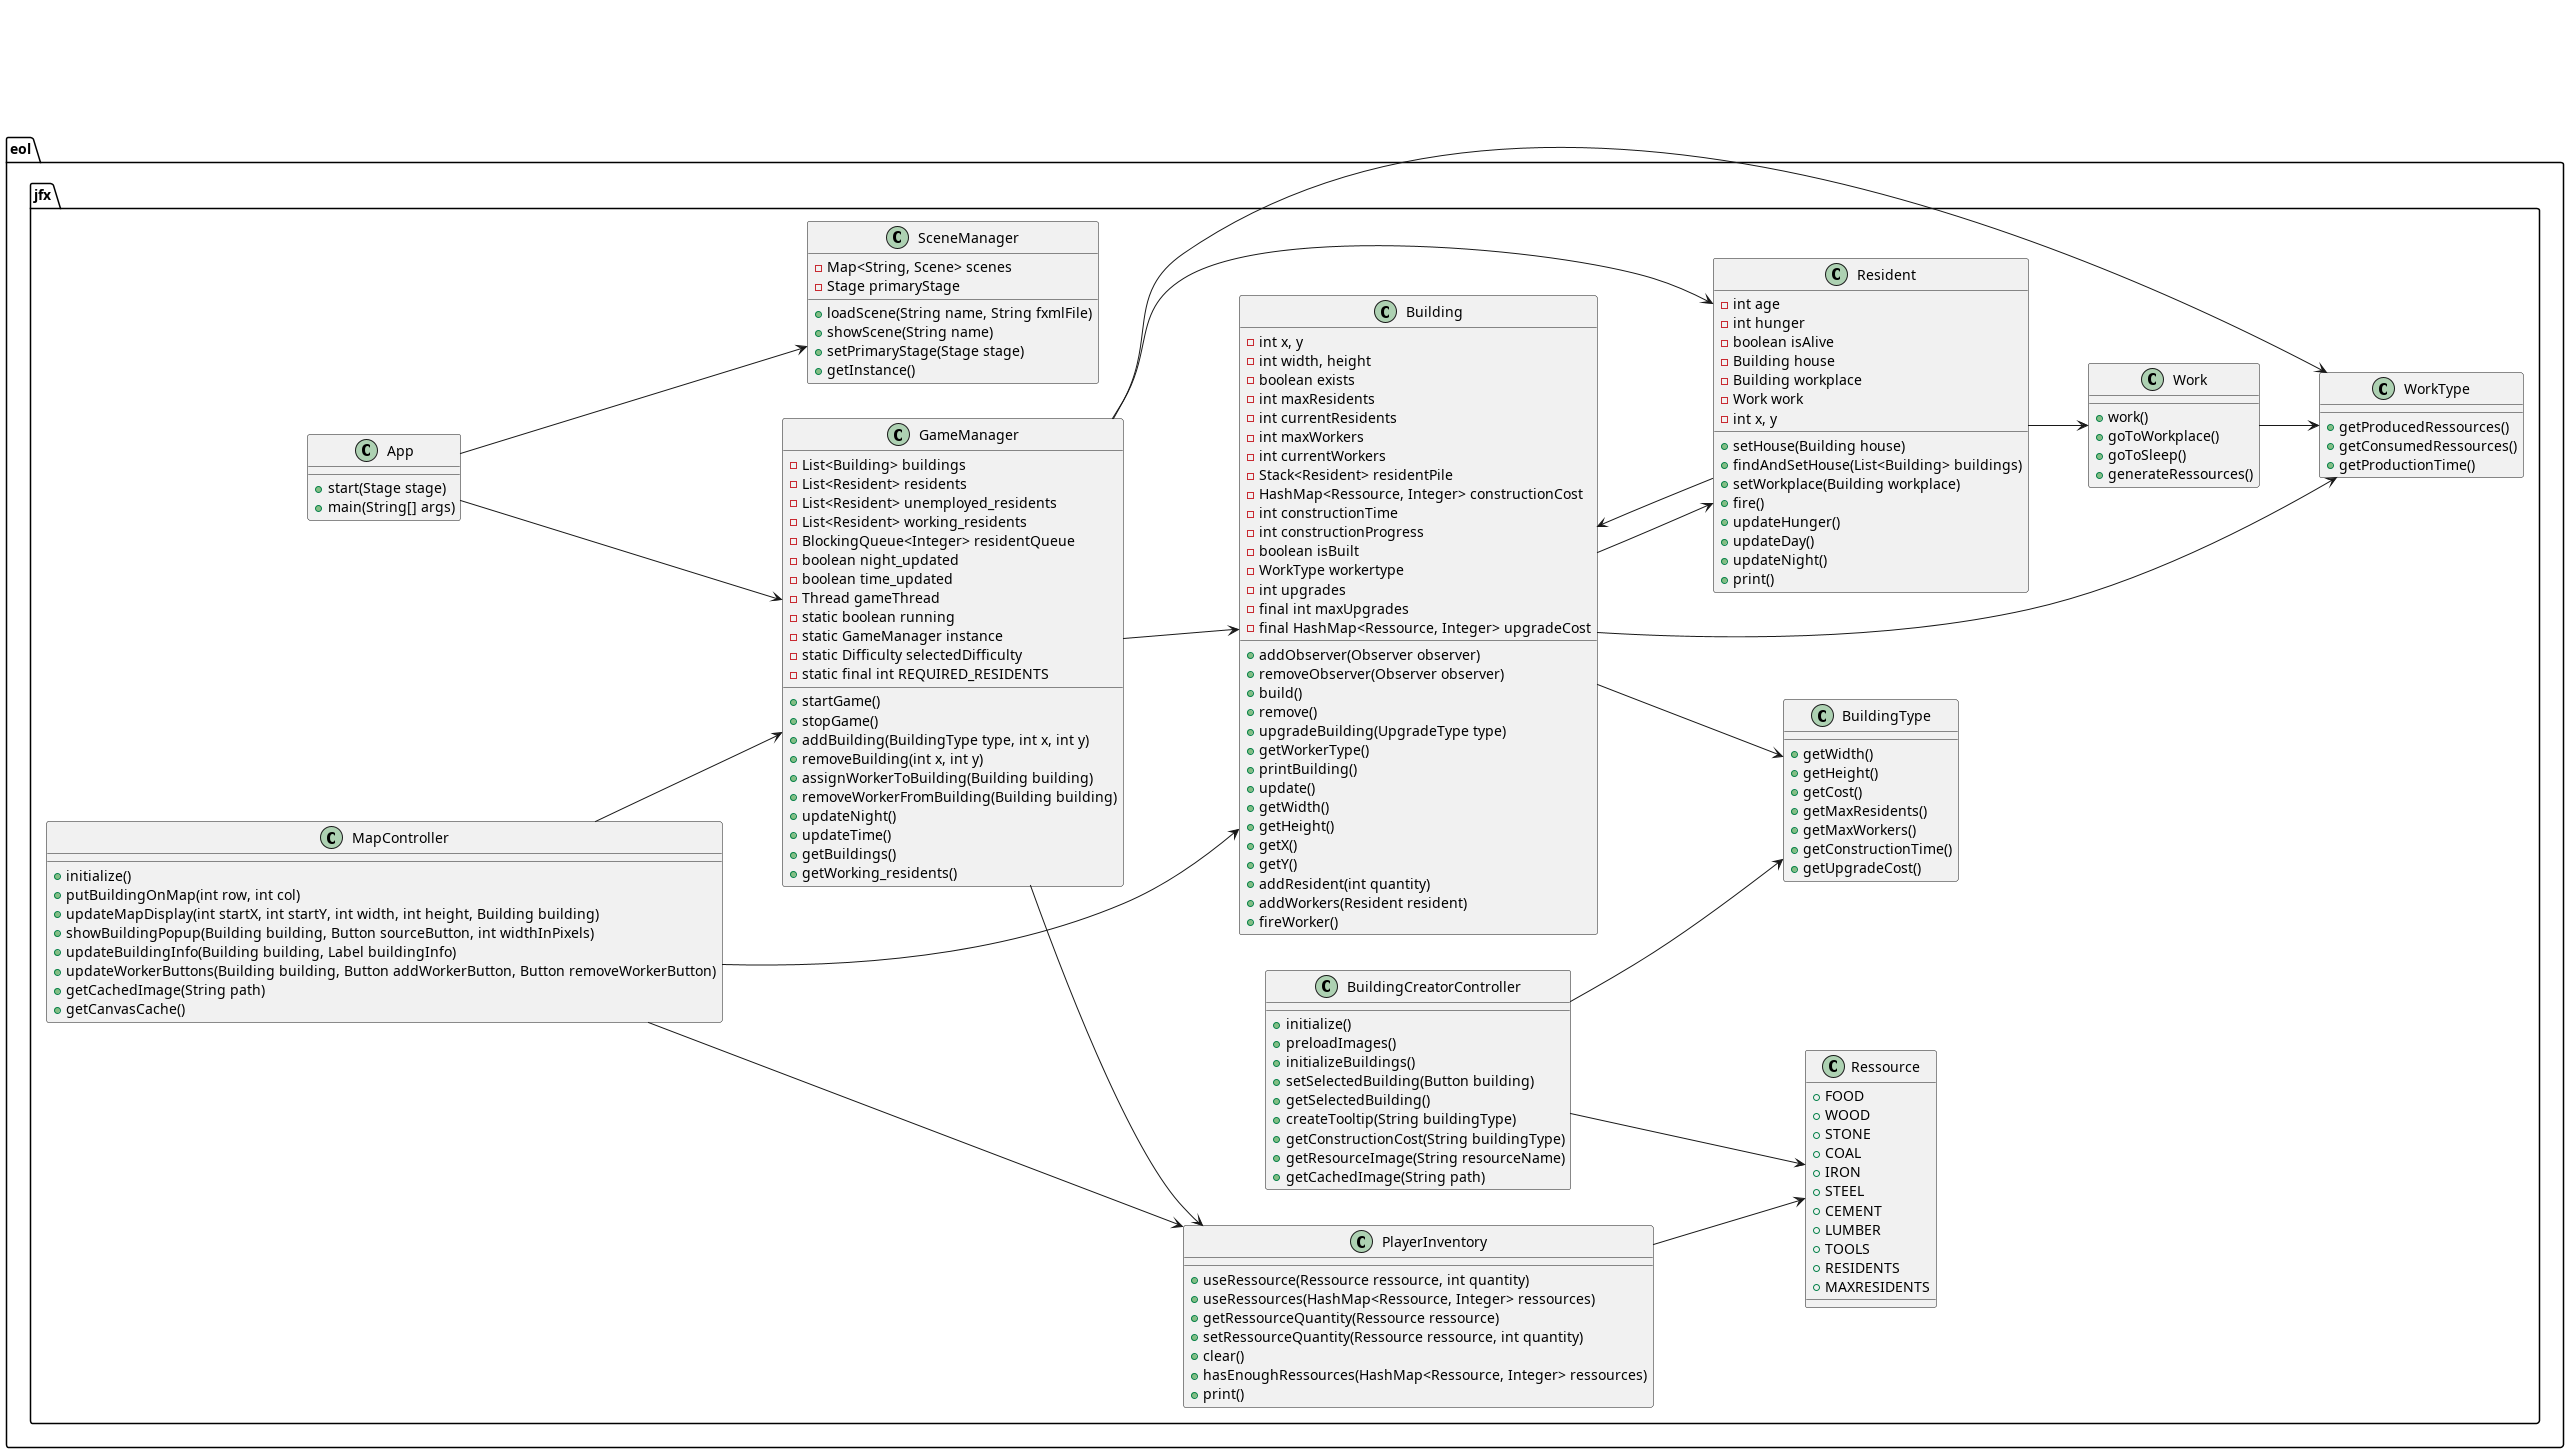 eol
jfx
SceneManager
Map<String, Scene> scenes
Stage primaryStage
loadScene(String name, String fxmlFile)
showScene(String name)
setPrimaryStage(Stage stage)
getInstance()
App
start(Stage stage)
main(String[] args)
GameManager
List<Building> buildings
List<Resident> residents
List<Resident> unemployed_residents
List<Resident> working_residents
BlockingQueue<Integer> residentQueue
boolean night_updated
boolean time_updated
Thread gameThread
static boolean running
static GameManager instance
static Difficulty selectedDifficulty
static final int REQUIRED_RESIDENTS
startGame()
stopGame()
addBuilding(BuildingType type, int x, int y)
removeBuilding(int x, int y)
assignWorkerToBuilding(Building building)
removeWorkerFromBuilding(Building building)
updateNight()
updateTime()
getBuildings()
getWorking_residents()
MapController
initialize()
putBuildingOnMap(int row, int col)
updateMapDisplay(int startX, int startY, int width, int height, Building building)
showBuildingPopup(Building building, Button sourceButton, int widthInPixels)
updateBuildingInfo(Building building, Label buildingInfo)
updateWorkerButtons(Building building, Button addWorkerButton, Button removeWorkerButton)
getCachedImage(String path)
getCanvasCache()
Building
int x, y
int width, height
boolean exists
int maxResidents
int currentResidents
int maxWorkers
int currentWorkers
Stack<Resident> residentPile
HashMap<Ressource, Integer> constructionCost
int constructionTime
int constructionProgress
boolean isBuilt
WorkType workertype
int upgrades
final int maxUpgrades
final HashMap<Ressource, Integer> upgradeCost
addObserver(Observer observer)
removeObserver(Observer observer)
build()
remove()
upgradeBuilding(UpgradeType type)
getWorkerType()
printBuilding()
update()
getWidth()
getHeight()
getX()
getY()
addResident(int quantity)
addWorkers(Resident resident)
fireWorker()
Resident
int age
int hunger
boolean isAlive
Building house
Building workplace
Work work
int x, y
setHouse(Building house)
findAndSetHouse(List<Building> buildings)
setWorkplace(Building workplace)
fire()
updateHunger()
updateDay()
updateNight()
print()
Work
work()
goToWorkplace()
goToSleep()
generateRessources()
WorkType
getProducedRessources()
getConsumedRessources()
getProductionTime()
BuildingType
getWidth()
getHeight()
getCost()
getMaxResidents()
getMaxWorkers()
getConstructionTime()
getUpgradeCost()
BuildingCreatorController
initialize()
preloadImages()
initializeBuildings()
setSelectedBuilding(Button building)
getSelectedBuilding()
createTooltip(String buildingType)
getConstructionCost(String buildingType)
getResourceImage(String resourceName)
getCachedImage(String path)
Ressource
FOOD
WOOD
STONE
COAL
IRON
STEEL
CEMENT
LUMBER
TOOLS
RESIDENTS
MAXRESIDENTS
PlayerInventory
useRessource(Ressource ressource, int quantity)
useRessources(HashMap<Ressource, Integer> ressources)
getRessourceQuantity(Ressource ressource)
setRessourceQuantity(Ressource ressource, int quantity)
clear()
hasEnoughRessources(HashMap<Ressource, Integer> ressources)
print()